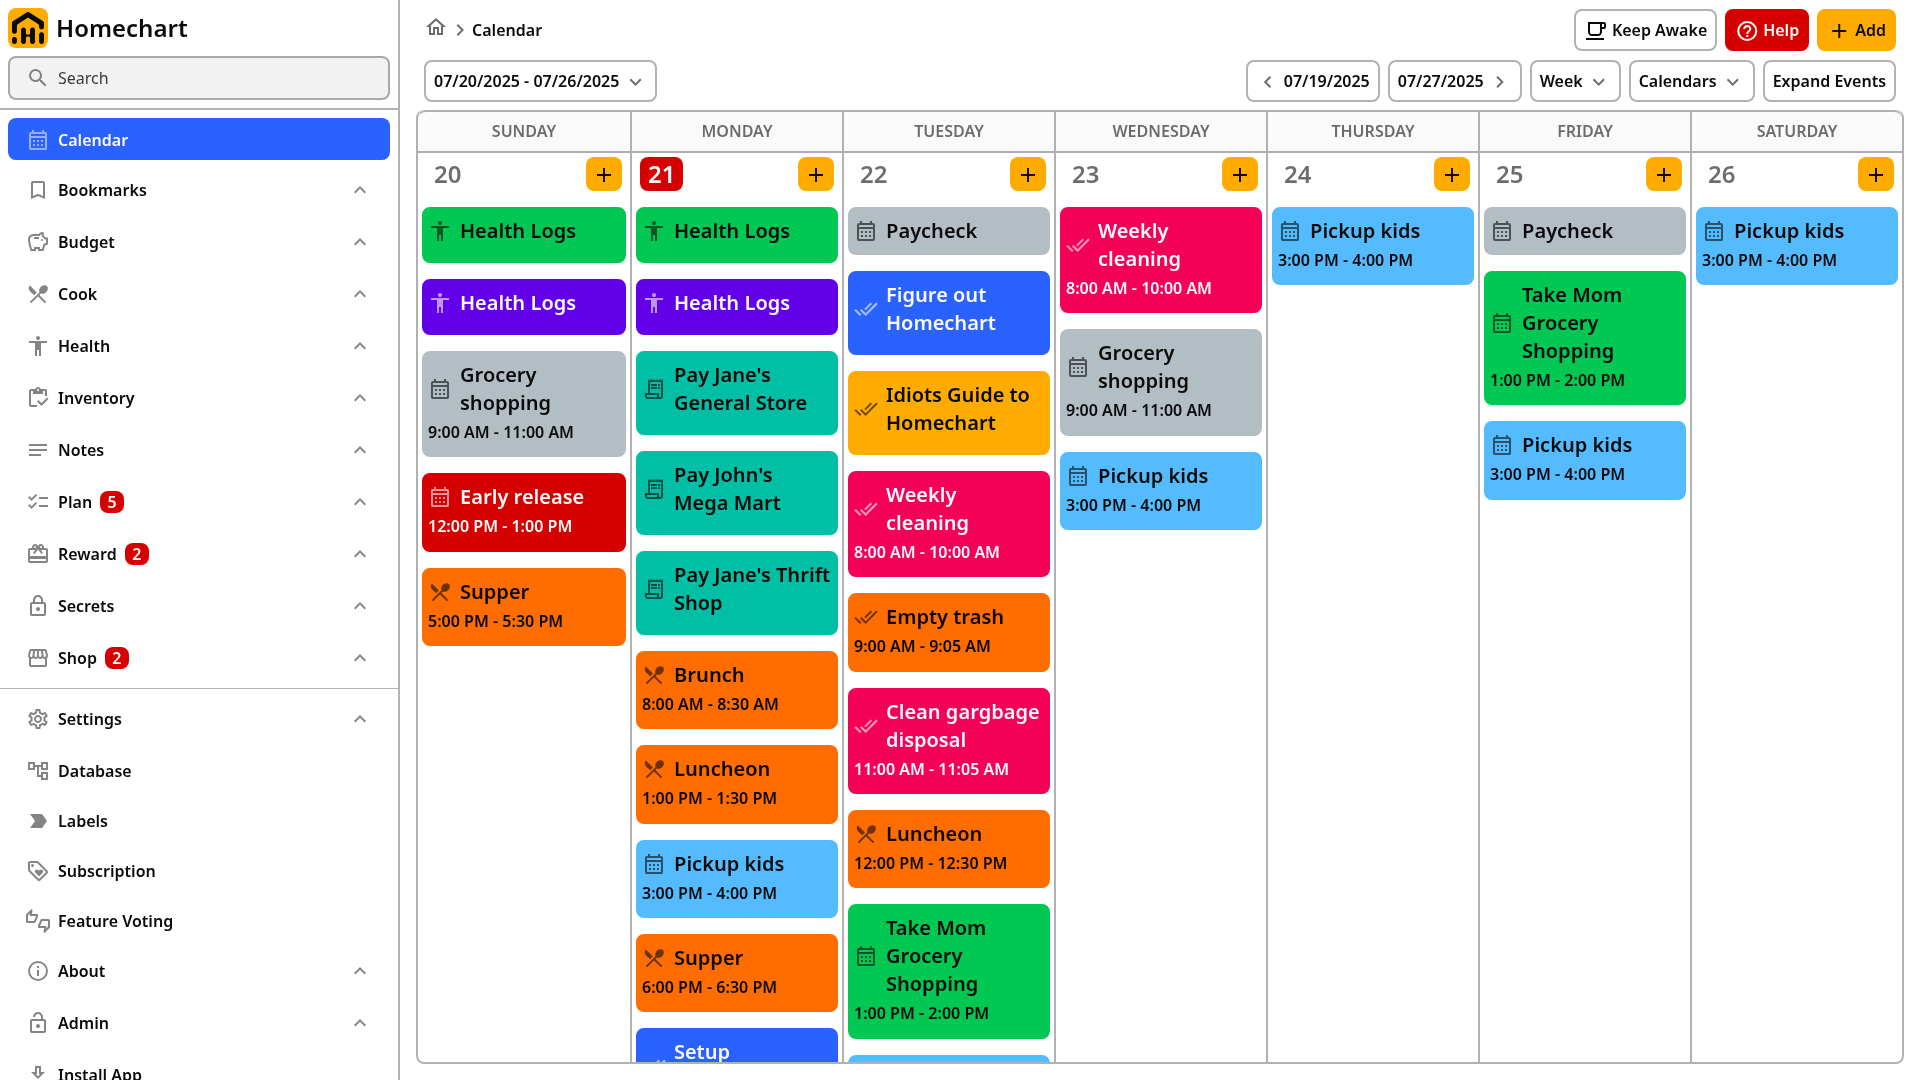 Homechart
Search
Calendar
Bookmarks
Budget
Cook
Health
Inventory
Notes
Plan 5
Reward 2
Secrets
Shop 2
Settings
Database
Labels
Subscription
Feature Voting
About
Admin
Install App
Calendar
Keep Awake
Help
Add
07/20/2025 - 07/26/2025
07/19/2025
07/27/2025
Week
Calendars
Expand Events
SUNDAY
MONDAY
TUESDAY
WEDNESDAY
THURSDAY
FRIDAY
SATURDAY
20
Health Logs
Health Logs
Grocery
shopping
9:00 AM - 11:00 AM
Early release
12:00 PM - 1:00 PM
Supper
5:00 PM - 5:30 PM
21
Health Logs
Health Logs
Pay Jane's
General Store
Pay John's
Mega Mart
Pay Jane's Thrift
Shop
Brunch
8:00 AM - 8:30 AM
Luncheon
1:00 PM - 1:30 PM
Pickup kids
3:00 PM - 4:00 PM
Supper
6:00 PM - 6:30 PM
Setup
22
Paycheck
Figure out
Homechart
Idiots Guide to
Homechart
Weekly
cleaning
8:00 AM - 10:00 AM
Empty trash
9:00 AM - 9:05 AM
Clean gargbage
disposal
11:00 AM - 11:05 AM
Luncheon
12:00 PM - 12:30 PM
Take Mom
Grocery
Shopping
1:00 PM - 2:00 PM
23
Weekly
cleaning
8:00 AM - 10:00 AM
Grocery
shopping
9:00 AM - 11:00 AM
Pickup kids
3:00 PM - 4:00 PM
24
Pickup kids
3:00 PM - 4:00 PM
25
Paycheck
Take Mom
Grocery
Shopping
1:00 PM - 2:00 PM
Pickup kids
3:00 PM - 4:00 PM
26
Pickup kids
3:00 PM - 4:00 PM